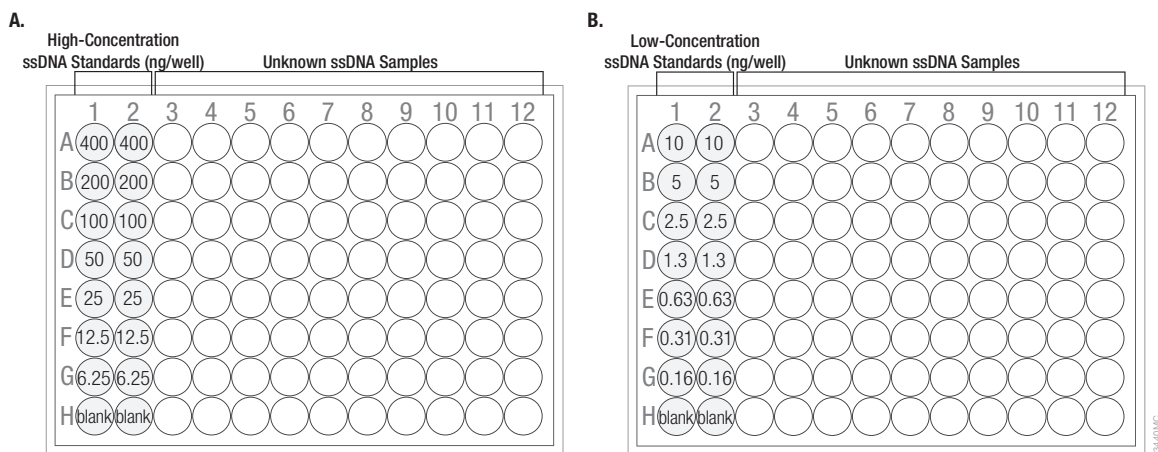 A.
High-Concentration
ssDNA Standards (ng/well)
Unknown ssDNA Samples
1 2 3 4 5 6 7 8 9 10 11 12
A 400 400
B 200 200
C 100 100
D 50 50
E 25 25
F 12.5 12.5
G 6.25 6.25
H blank blank
B.
Low-Concentration
ssDNA Standards (ng/well)
Unknown ssDNA Samples
1 2 3 4 5 6 7 8 9 10 11 12
A 10 10
B 5 5
C 2.5 2.5
D 1.3 1.3
E 0.63 0.63
F 0.31 0.31
G 0.16 0.16
H blank blank